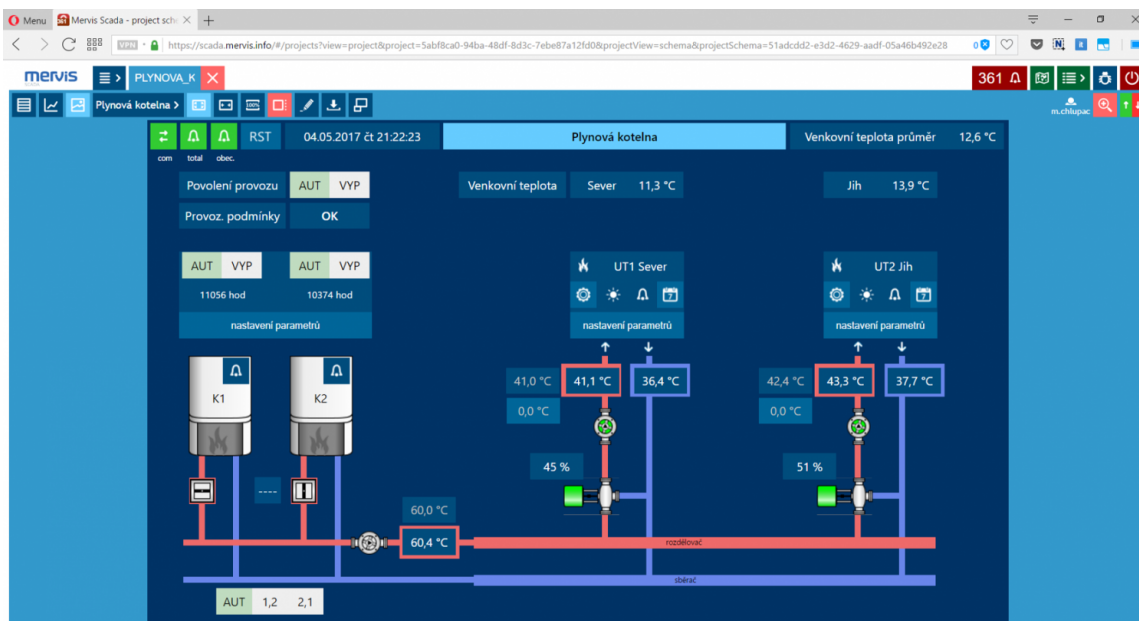 Menu Mervis Scada - project sch
VPN https://scada.mervis.info/#/projects?view=project&project=5abf8ca0-94ba-48df-8d3c-7ebe87a12fd0&projectView=schema&projectSchema=51adcdd2-e3d2-4629-aadf-05a46b492e28 0
mervis PLYNOVA_K 361
SCADA
Plynová kotelna > 100% m.chlupac
RST 04.05.2017 čt 21:22:23 Plynová kotelna Venkovní teplota průměr 12,6 °C
com total obec.
Povolení provozu AUT VYP Venkovní teplota Sever 11,3 °C Jih 13,9 °C
Provoz. podmínky OK
AUT VYP AUT VYP UT1 Sever UT2 Jih
11056 hod 10374 hod 7 7
nastavení parametrů nastavení parametrů nastavení parametrů
K1 K2
41,0 °C 41,1 °C 36,4 °C 42,4 °C 43,3 °C 37,7 °C
0,0 °C 0,0 °C
45 % 51 %
----
60,0 °C
60,4 °C rozdělovač
sběrač
AUT 1,2 2,1